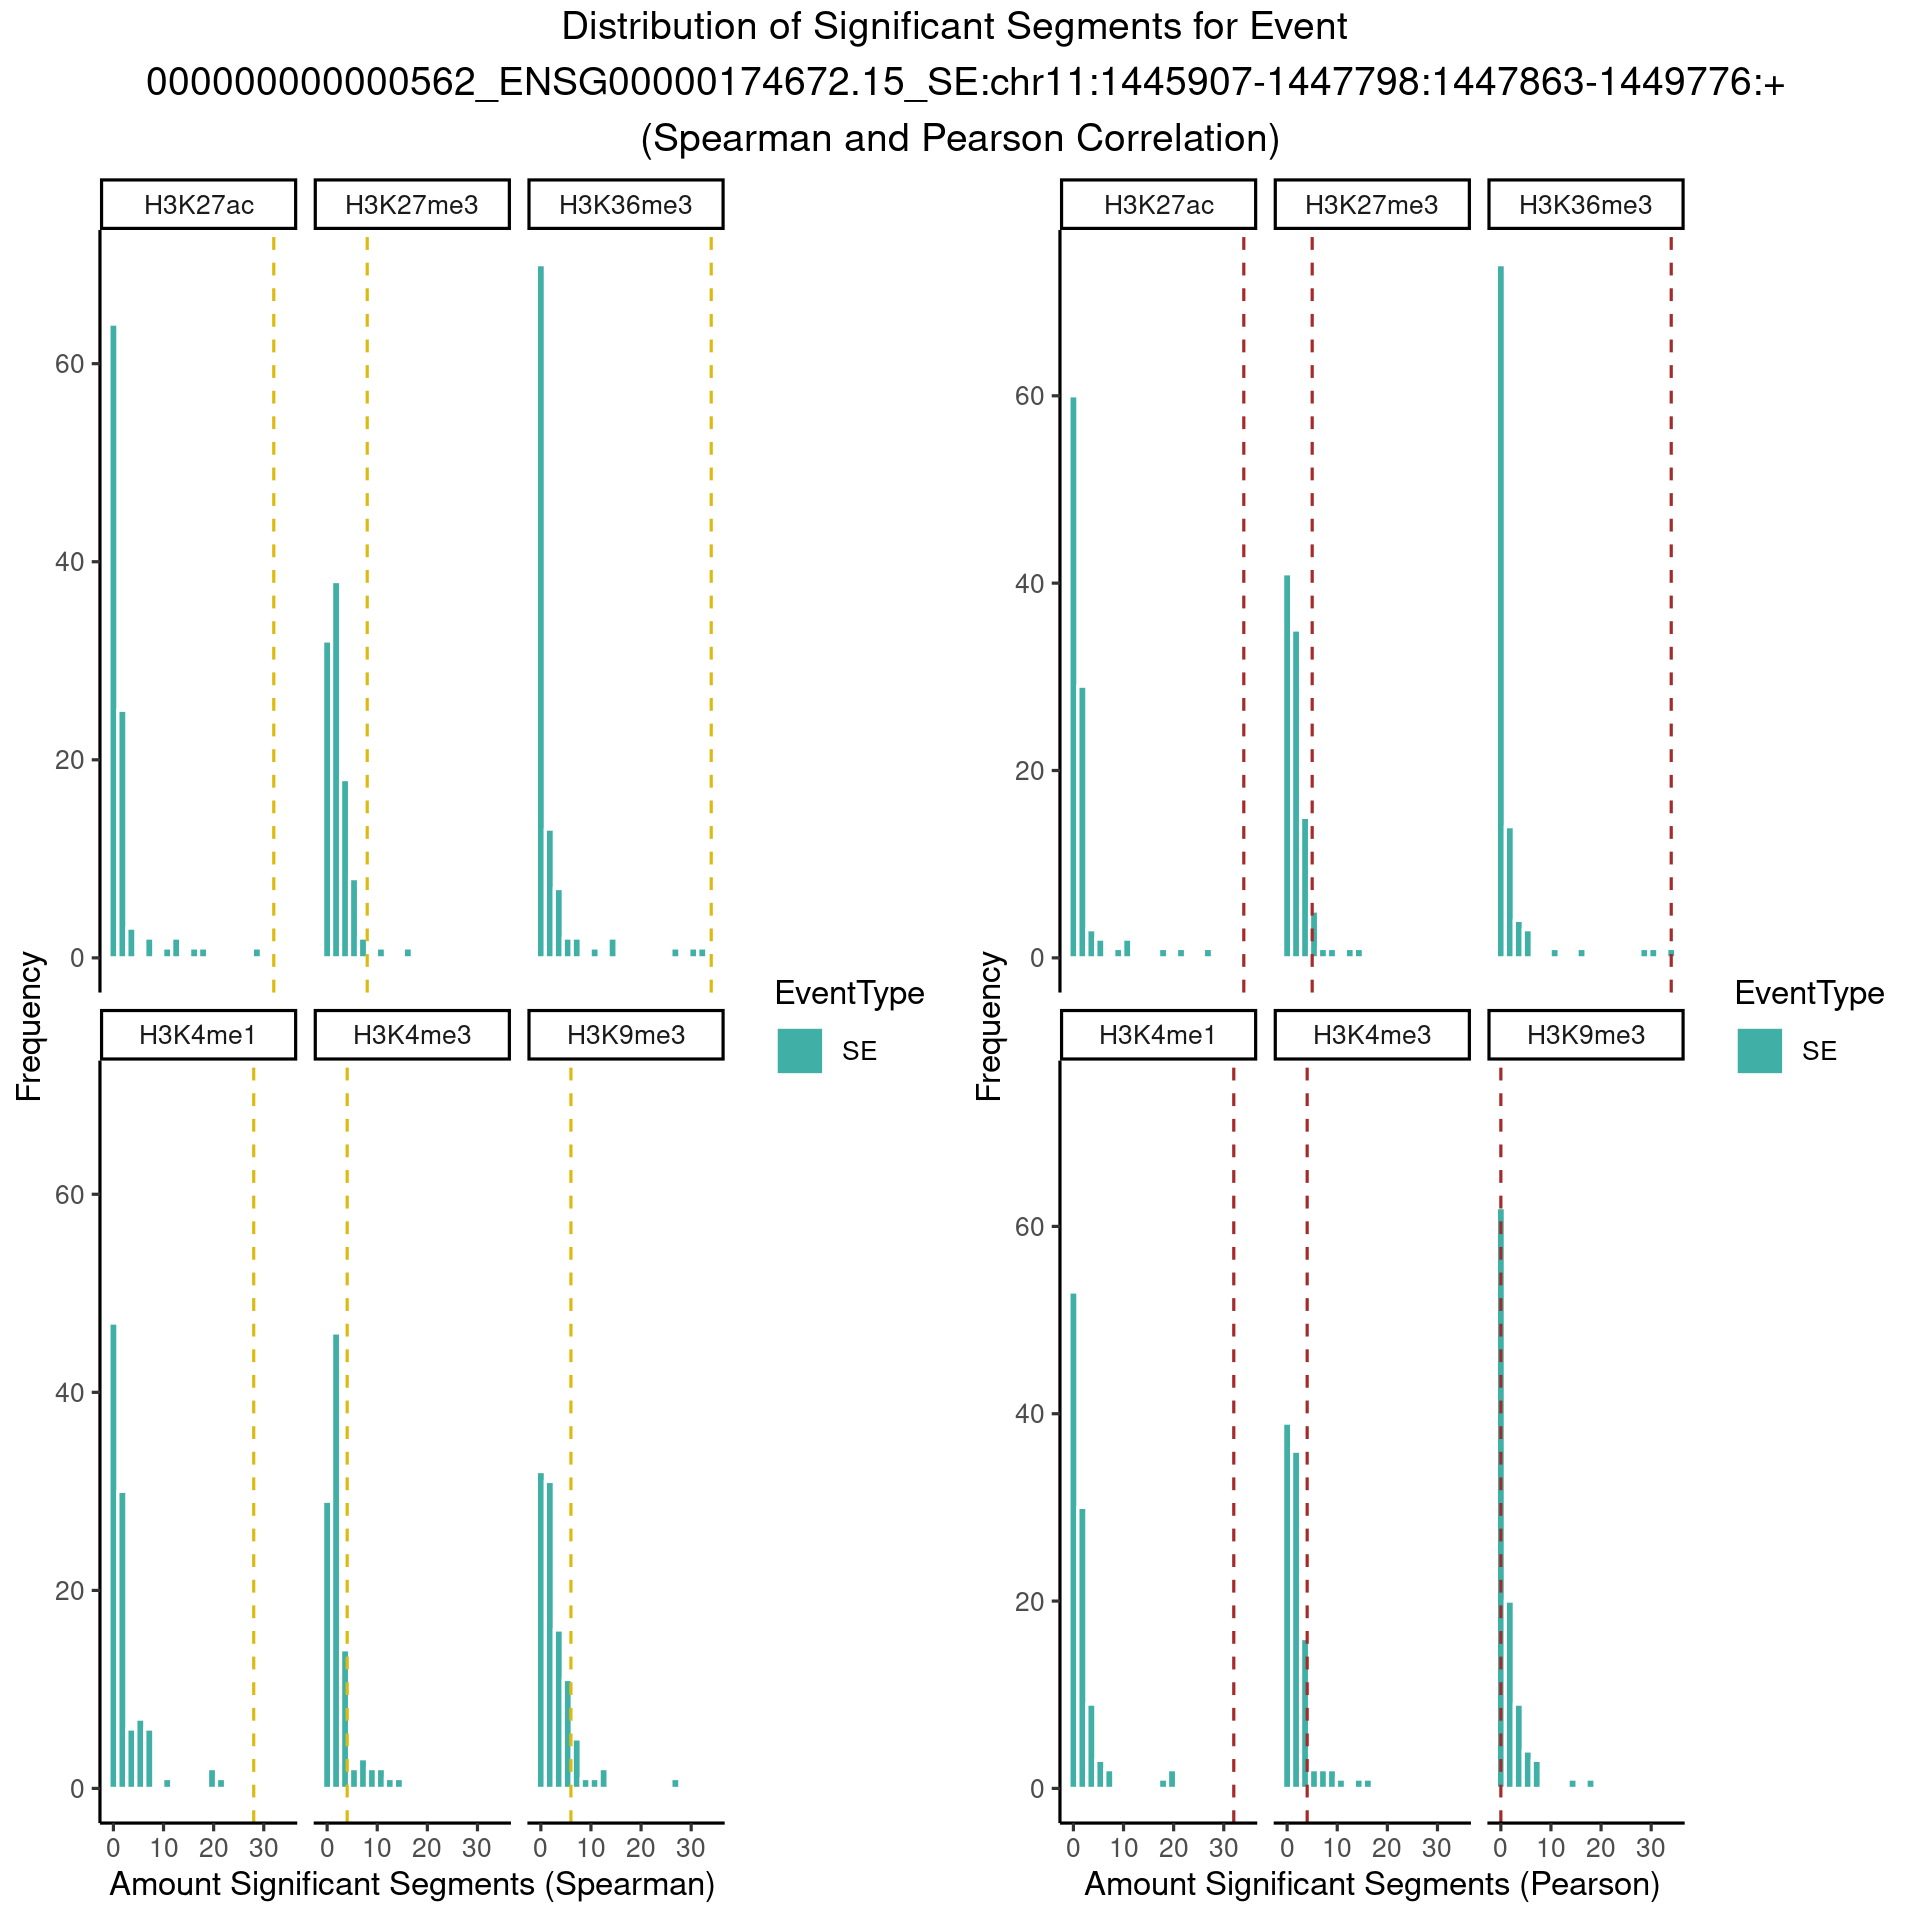 Distribution of Significant Segments for Event
000000000000562_ENSG00000174672.15_SE:chr11:1445907-1447798:1447863-1449776:+
(Spearman and Pearson Correlation)
H3K27ac H3K27me3 H3K36me3
60
40
20
0
H3K4me1 H3K4me3 H3K9me3
60
40
20
0
0 10 20 30 0 10 20 30 0 10 20 30
Frequency
Amount Significant Segments (Spearman)
EventType
SE
H3K27ac H3K27me3 H3K36me3
60
40
20
0
H3K4me1 H3K4me3 H3K9me3
60
40
20
0
0 10 20 30 0 10 20 30 0 10 20 30
Frequency
Amount Significant Segments (Pearson)
EventType
SE